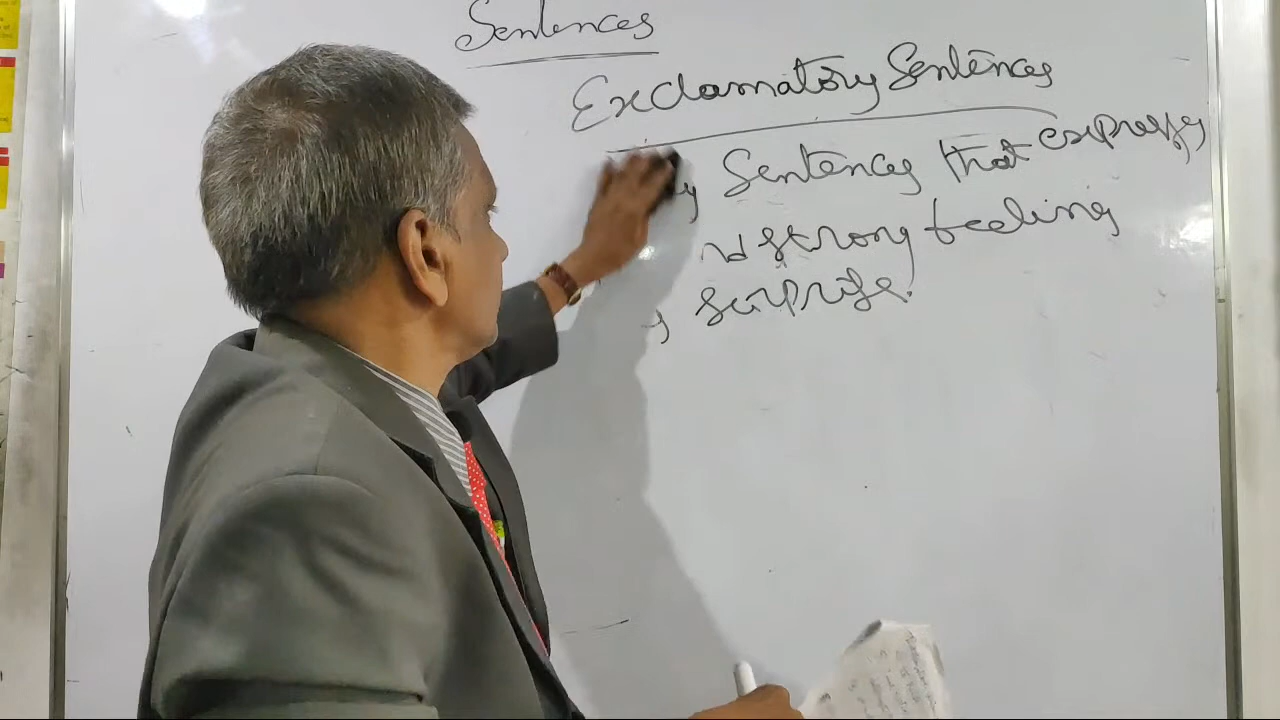 Sentences
Exclamatory Sentences
Sentences that expresses
strong feeling
surprise.